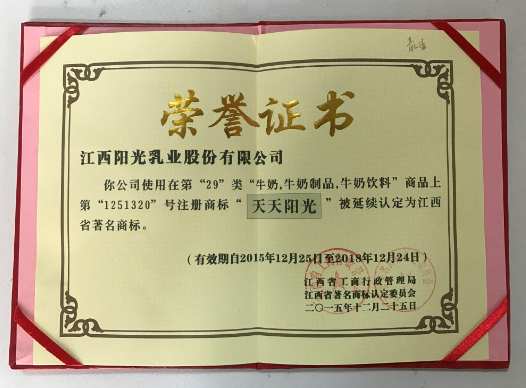 荣誉证书
江西阳光乳业股份有限公司
你公司使用在第“29”类“牛奶,牛奶制品,牛奶饮料”商品上
第“1251320”号注册商标“天天阳光”被延续认定为江西
省著名商标。
(有效期自2015年12月25日至2018年12月24日)
江西省工商行政管理局
江西省著名商标认定委员会
二〇一五年十二月二十五日